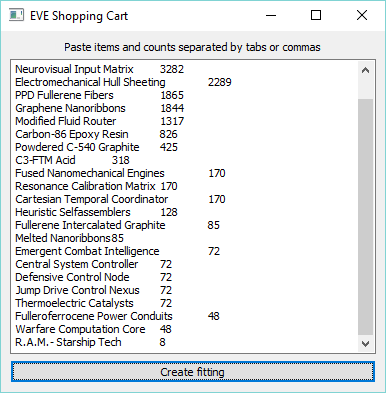 EVE Shopping Cart
Paste items and counts separated by tabs or commas
Neurovisual Input Matrix 3282
Electromechanical Hull Sheeting 2289
PPD Fullerene Fibers 1865
Graphene Nanoribbons 1844
Modified Fluid Router 1317
Carbon-86 Epoxy Resin 826
Powdered C-540 Graphite 425
C3-FTM Acid 318
Fused Nanomechanical Engines 170
Resonance Calibration Matrix 170
Cartesian Temporal Coordinator 170
Heuristic Selfassemblers 128
Fullerene Intercalated Graphite 85
Melted Nanoribbons 85
Emergent Combat Intelligence 72
Central System Controller 72
Defensive Control Node 72
Jump Drive Control Nexus 72
Thermoelectric Catalysts 72
Fulleroferrocene Power Conduits 48
Warfare Computation Core 48
R.A.M.- Starship Tech 8
Create fitting